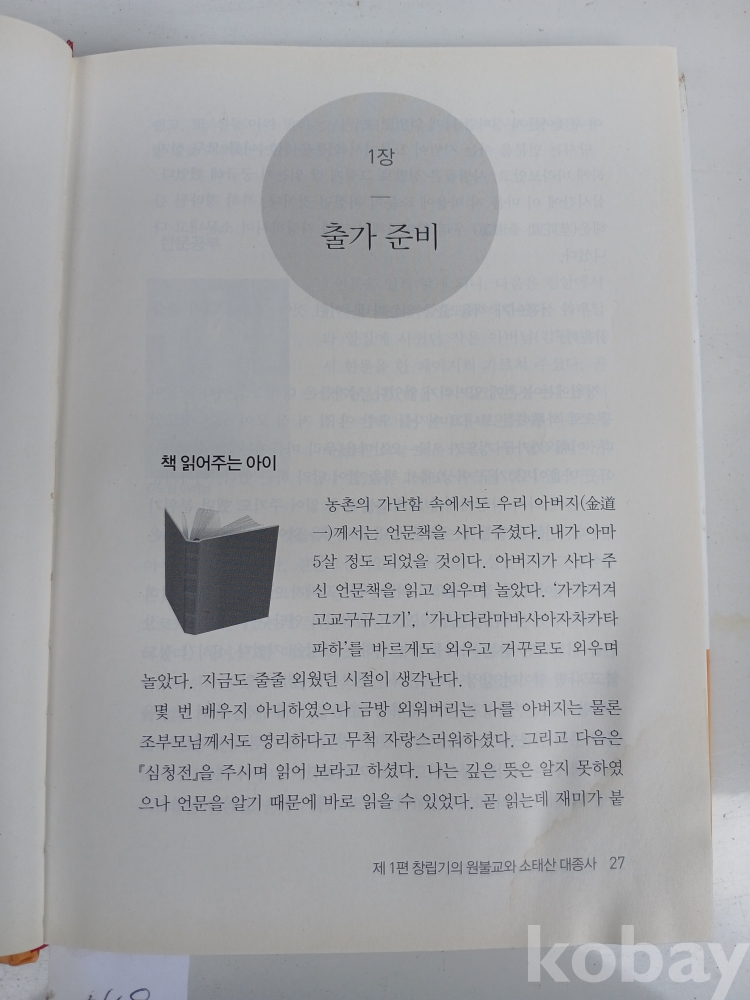 1장
출가 준비
책 읽어주는 아이
농촌의 가난함 속에서도 우리 아버지(金道
一)께서는 언문책을 사다 주셨다. 내가 아마
5살 정도 되었을 것이다. 아버지가 사다 주
신 언문책을 읽고 외우며 놀았다. ‘가갸거겨
고교구규그기’, ‘가나다라마바사아자차카타
파하’를 바르게도 외우고 거꾸로도 외우며
놀았다. 지금도 줄줄 외웠던 시절이 생각난다.
몇 번 배우지 아니하였으나 금방 외워버리는 나를 아버지는 물론
조부모님께서도 영리하다고 무척 자랑스러워하셨다. 그리고 다음은
『심청전』을 주시며 읽어 보라고 하셨다. 나는 깊은 뜻은 알지 못하였
으나 언문을 알기 때문에 바로 읽을 수 있었다. 곧 읽는데 재미가 붙
제 1 편 창립기의 원불교와 소태산 대종사 27
kobay